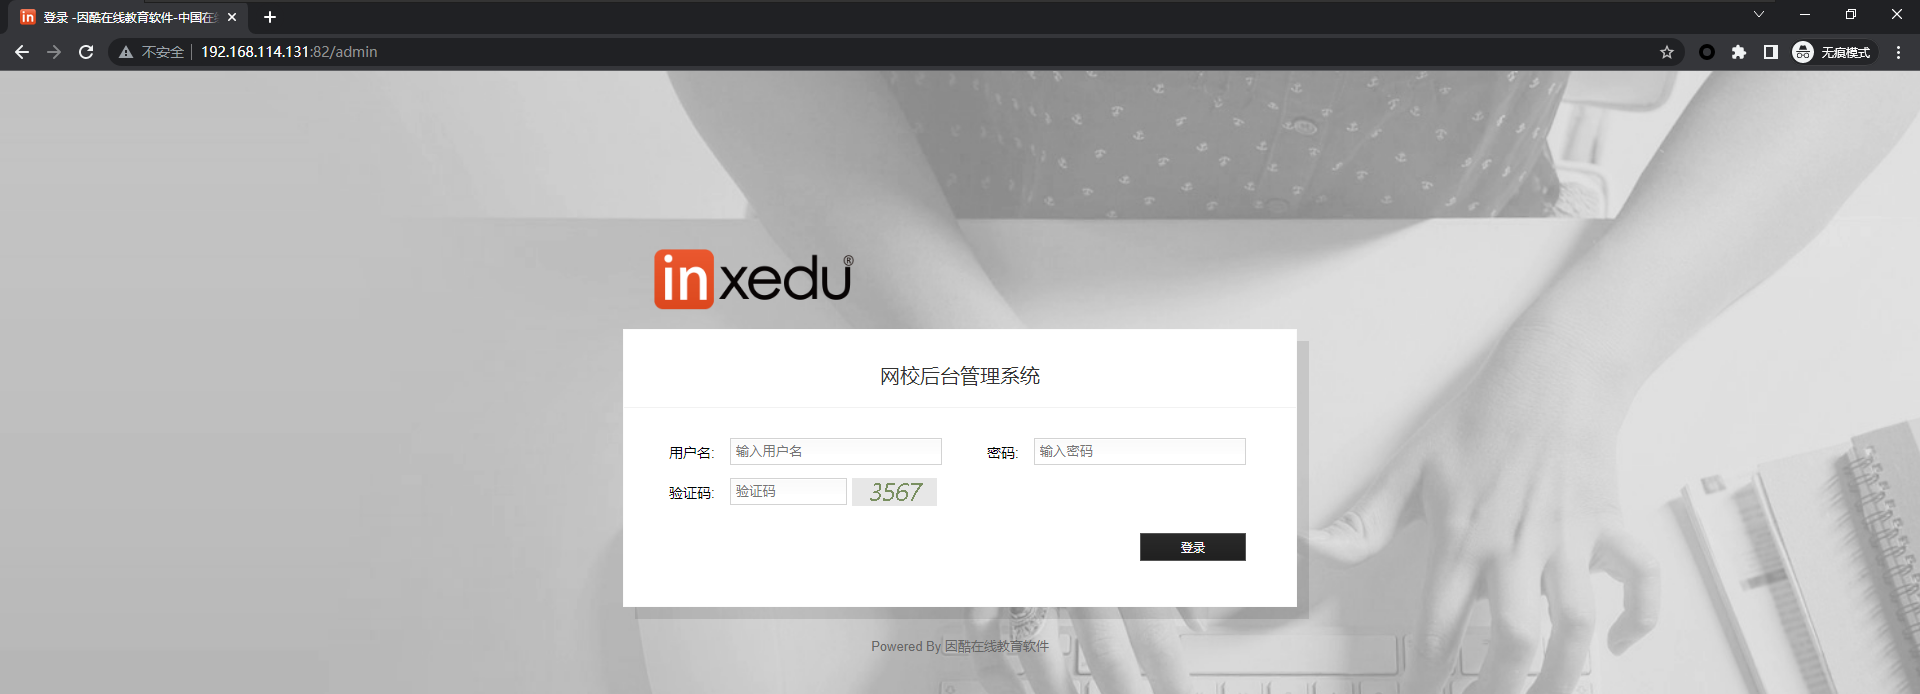 登录 -因酷在线教育软件-中国在
不安全 192.168.114.131:82/admin
无痕模式
inxedu®
网校后台管理系统
用户名: 输入用户名 密码: 输入密码
验证码: 验证码 3567
登录
Powered By 因酷在线教育软件